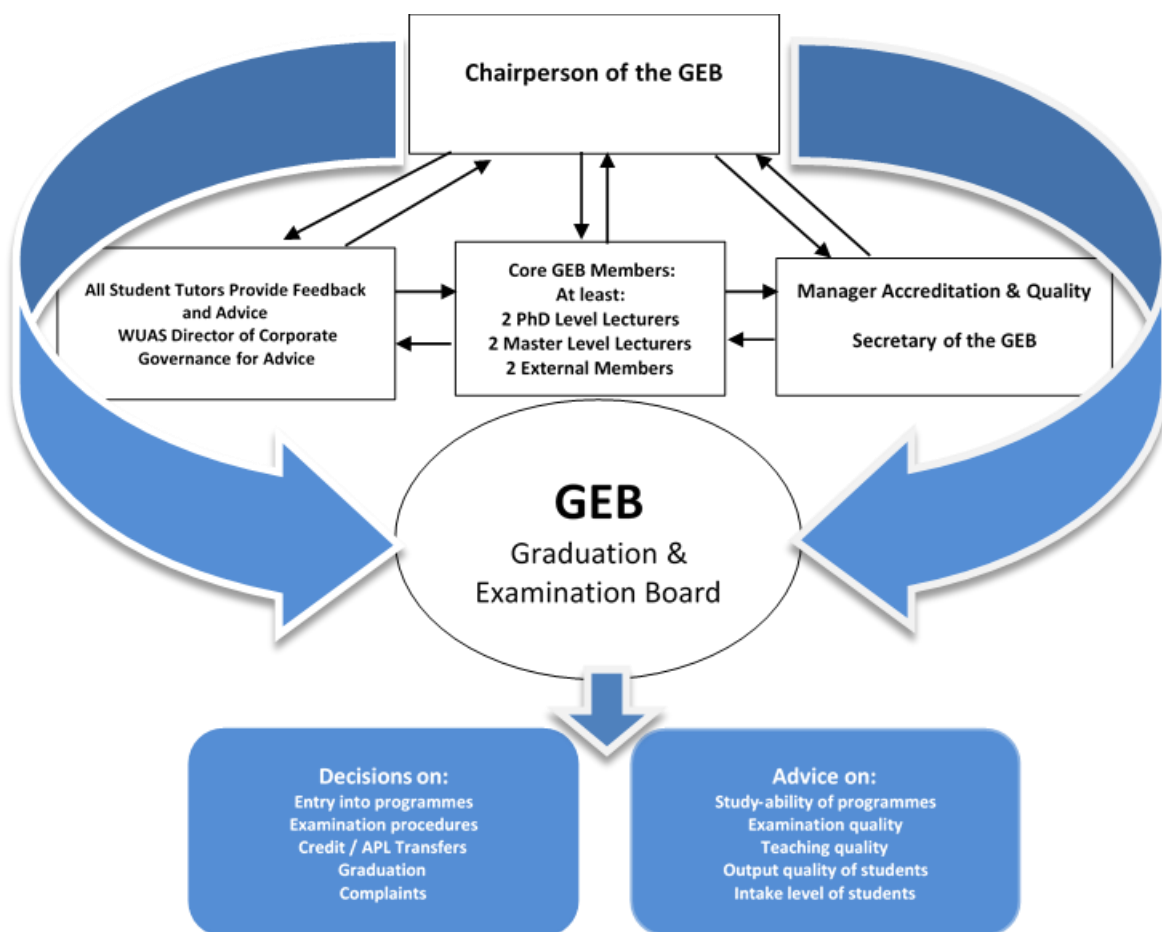 Chairperson of the GEB
All Student Tutors Provide Feedback
and Advice
WUAS Director of Corporate
Governance for Advice
Core GEB Members:
At least:
2 PhD Level Lecturers
2 Master Level Lecturers
2 External Members
Manager Accreditation & Quality
Secretary of the GEB
GEB
Graduation &
Examination Board
Decisions on:
Entry into programmes
Examination procedures
Credit / APL Transfers
Graduation
Complaints
Advice on:
Study-ability of programmes
Examination quality
Teaching quality
Output quality of students
Intake level of students